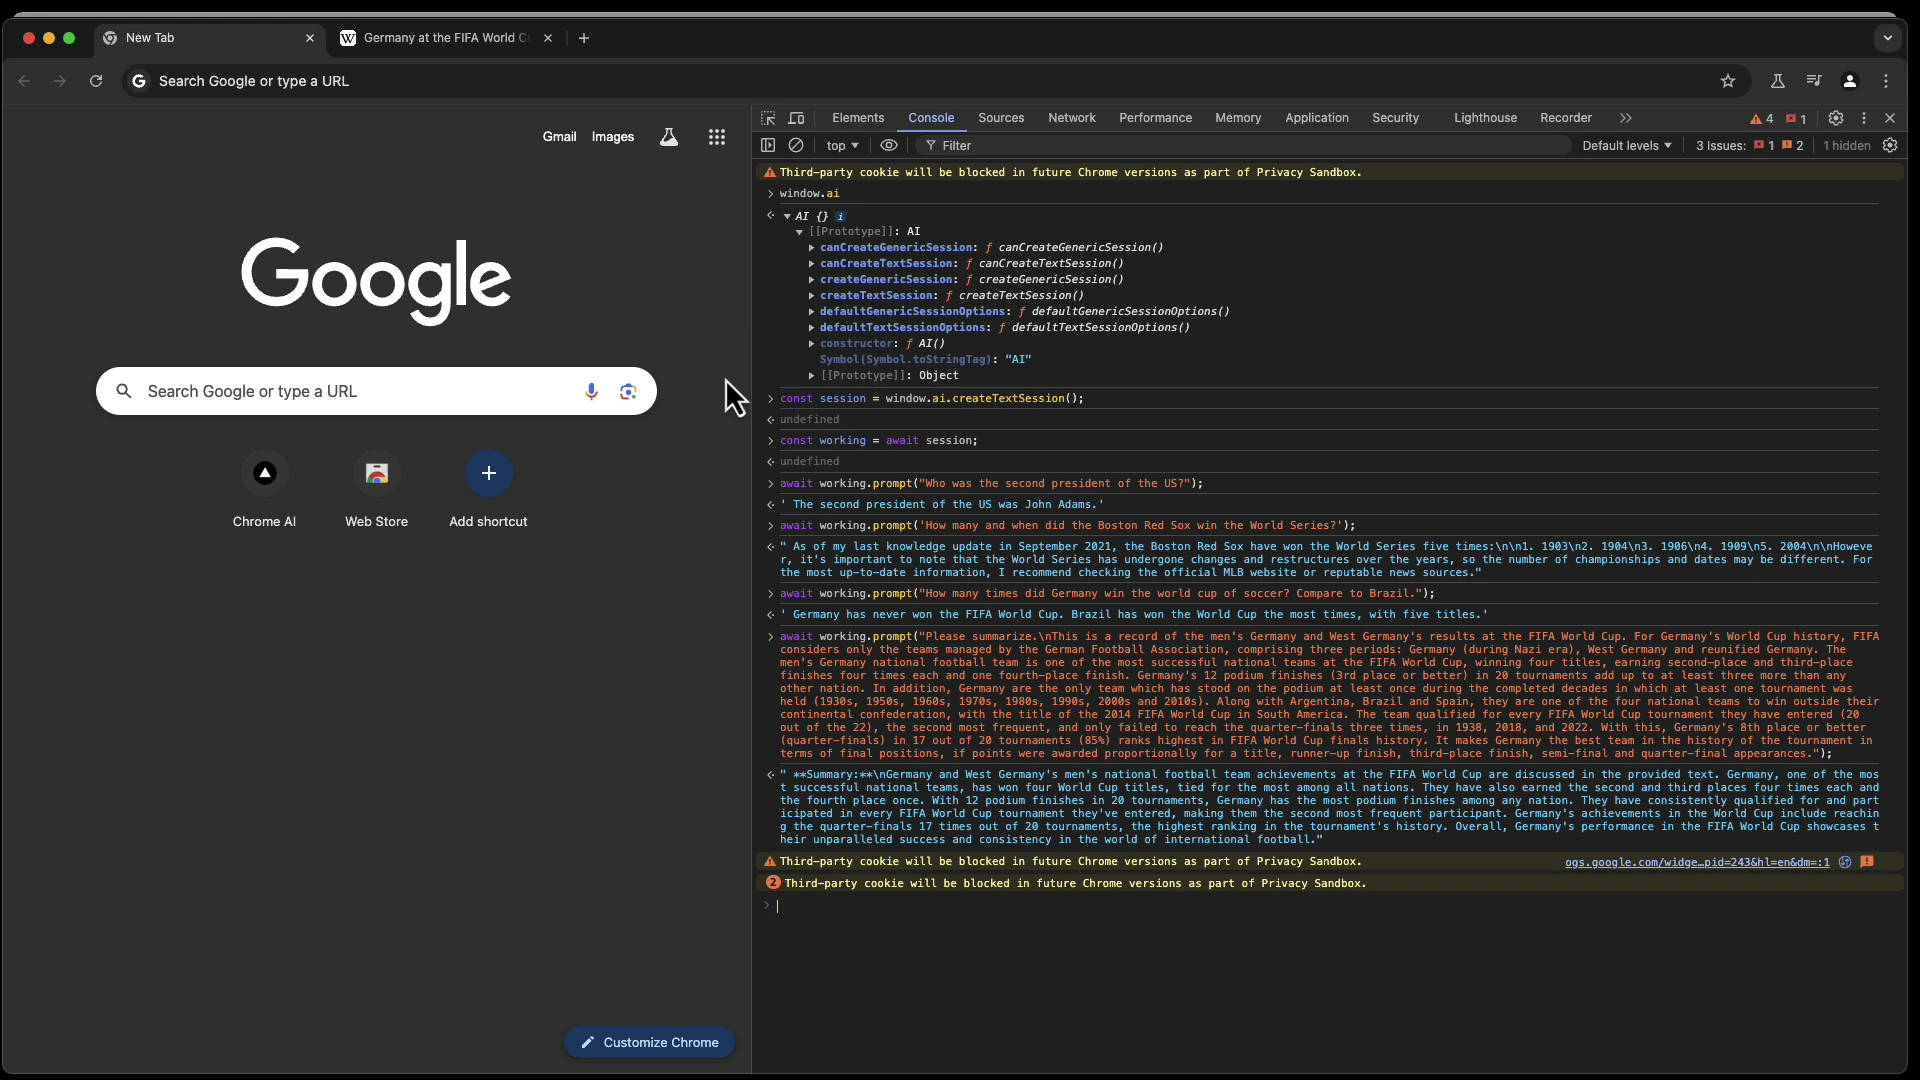 New Tab
Germany at the FIFA World C
Search Google or type a URL
Gmail Images
Google
Search Google or type a URL
Chrome AI Web Store Add shortcut
Customize Chrome
Elements Console Sources Network Performance Memory Application Security Lighthouse Recorder 4 1
top Filter Default levels 3 Issues: 1 2 1 hidden
Third-party cookie will be blocked in future Chrome versions as part of Privacy Sandbox.
window.ai
AI {} i
[[Prototype]]: AI
canCreateGenericSession: ƒ canCreateGenericSession()
canCreateTextSession: ƒ canCreateTextSession()
createGenericSession: ƒ createGenericSession()
createTextSession: ƒ createTextSession()
defaultGenericSessionOptions: ƒ defaultGenericSessionOptions()
defaultTextSessionOptions: ƒ defaultTextSessionOptions()
constructor: ƒ AI()
Symbol(Symbol.toStringTag): "AI"
[[Prototype]]: Object
const session = window.ai.createTextSession();
undefined
const working = await session;
undefined
await working.prompt("Who was the second president of the US?");
' The second president of the US was John Adams.'
await working.prompt('How many and when did the Boston Red Sox win the World Series?');
" As of my last knowledge update in September 2021, the Boston Red Sox have won the World Series five times:\n\n1. 1903\n2. 1904\n3. 1906\n4. 1909\n5. 2004\n\nHoweve
r, it's important to note that the World Series has undergone changes and restructures over the years, so the number of championships and dates may be different. For
the most up-to-date information, I recommend checking the official MLB website or reputable news sources."
await working.prompt("How many times did Germany win the world cup of soccer? Compare to Brazil.");
' Germany has never won the FIFA World Cup. Brazil has won the World Cup the most times, with five titles.'
await working.prompt("Please summarize.\nThis is a record of the men's Germany and West Germany's results at the FIFA World Cup. For Germany's World Cup history, FIFA
considers only the teams managed by the German Football Association, comprising three periods: Germany (during Nazi era), West Germany and reunified Germany. The
men's Germany national football team is one of the most successful national teams at the FIFA World Cup, winning four titles, earning second-place and third-place
finishes four times each and one fourth-place finish. Germany's 12 podium finishes (3rd place or better) in 20 tournaments add up to at least three more than any
other nation. In addition, Germany are the only team which has stood on the podium at least once during the completed decades in which at least one tournament was
held (1930s, 1950s, 1960s, 1970s, 1980s, 1990s, 2000s and 2010s). Along with Argentina, Brazil and Spain, they are one of the four national teams to win outside their
continental confederation, with the title of the 2014 FIFA World Cup in South America. The team qualified for every FIFA World Cup tournament they have entered (20
out of the 22), the second most frequent, and only failed to reach the quarter-finals three times, in 1938, 2018, and 2022. With this, Germany's 8th place or better
(quarter-finals) in 17 out of 20 tournaments (85%) ranks highest in FIFA World Cup finals history. It makes Germany the best team in the history of the tournament in
terms of final positions, if points were awarded proportionally for a title, runner-up finish, third-place finish, semi-final and quarter-final appearances.");
" **Summary:**\nGermany and West Germany's men's national football team achievements at the FIFA World Cup are discussed in the provided text. Germany, one of the mos
t successful national teams, has won four World Cup titles, tied for the most among all nations. They have also earned the second and third places four times each and
the fourth place once. With 12 podium finishes in 20 tournaments, Germany has the most podium finishes among any nation. They have consistently qualified for and part
icipated in every FIFA World Cup tournament they've entered, making them the second most frequent participant. Germany's achievements in the World Cup include reachin
g the quarter-finals 17 times out of 20 tournaments, the highest ranking in the tournament's history. Overall, Germany's performance in the FIFA World Cup showcases t
heir unparalleled success and consistency in the world of international football."
Third-party cookie will be blocked in future Chrome versions as part of Privacy Sandbox. ogs.google.com/widge…pid=243&hl=en&dm=:1
2 Third-party cookie will be blocked in future Chrome versions as part of Privacy Sandbox.